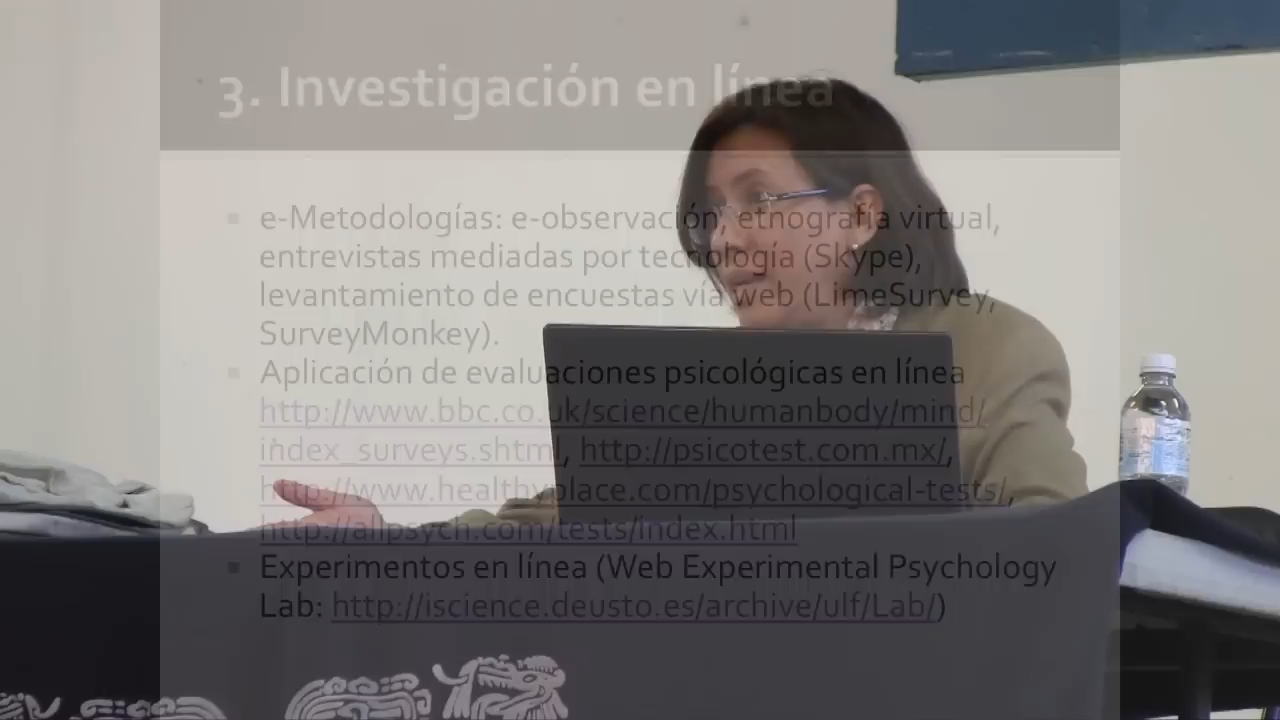 3. Investigación en línea
e-Metodologías: e-observación, etnografía virtual,
entrevistas mediadas por tecnología (Skype),
levantamiento de encuestas vía web (LimeSurvey,
SurveyMonkey).
Aplicación de evaluaciones psicológicas en línea
http://www.bbc.co.uk/science/humanbody/mind/
index_surveys.shtml, http://psicotest.com.mx/,
http://www.healthyplace.com/psychological-tests/,
http://allpsych.com/tests/index.html
Experimentos en línea (Web Experimental Psychology
Lab: http://iscience.deusto.es/archive/ulf/Lab/)